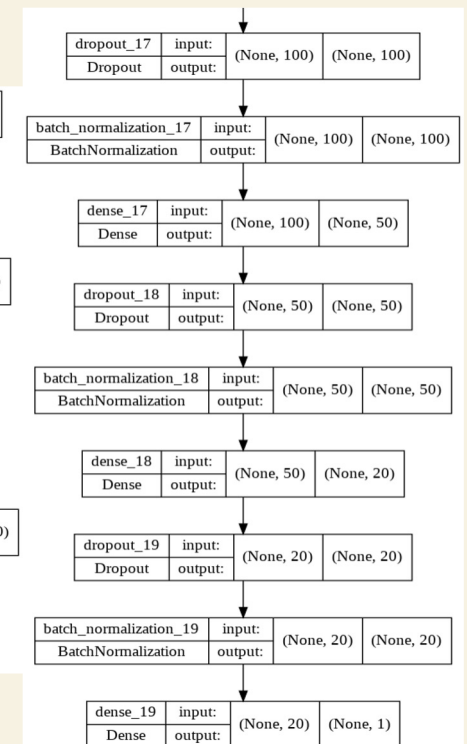 dropout_17 input: (None, 100) (None, 100)
Dropout output:
batch_normalization_17 input: (None, 100) (None, 100)
BatchNormalization output:
dense_17 input: (None, 100) (None, 50)
Dense output:
dropout_18 input: (None, 50) (None, 50)
Dropout output:
batch_normalization_18 input: (None, 50) (None, 50)
BatchNormalization output:
dense_18 input: (None, 50) (None, 20)
Dense output:
0)
dropout_19 input: (None, 20) (None, 20)
Dropout output:
batch_normalization_19 input: (None, 20) (None, 20)
BatchNormalization output:
dense_19 input: (None, 20) (None, 1)
Dense output: